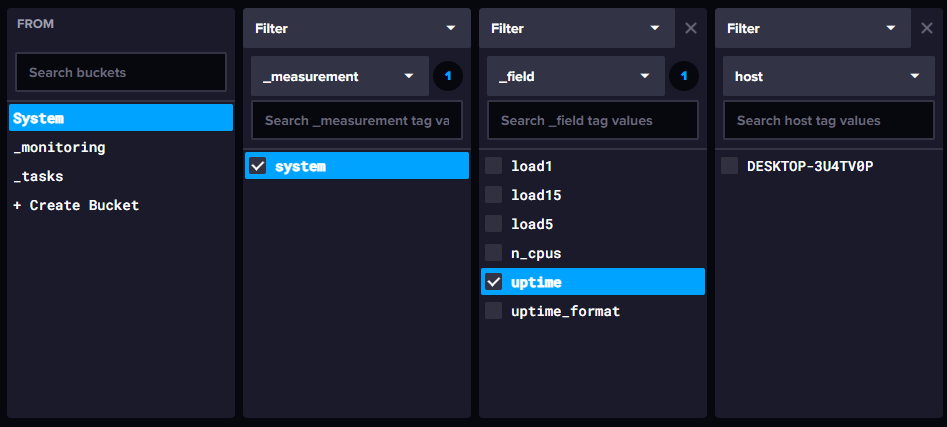 FROM
Search buckets
System
_monitoring
_tasks
+ Create Bucket
Filter
_measurement
1
Search _measurement tag va
system
Filter
_field
1
Search _field tag values
load1
load15
load5
n_cpus
uptime
uptime_format
Filter
host
Search host tag values
DESKTOP-3U4TV0P